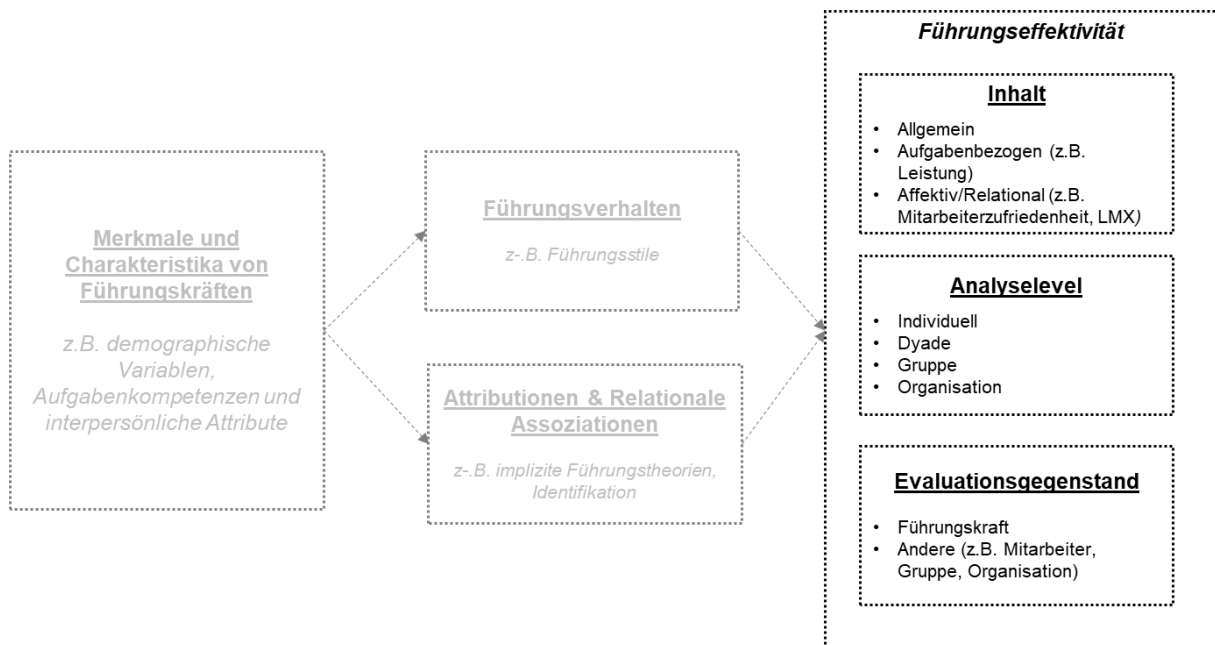 Merkmale und
Charakteristika von
Führungskräften
z.B. demographische
Variablen,
Aufgabenkompetenzen und
interpersönliche Attribute
Führungsverhalten
z-.B. Führungsstile
Attributionen & Relationale
Assoziationen
z-.B. implizite Führungstheorien,
Identifikation
Führungseffektivität
Inhalt
• Allgemein
• Aufgabenbezogen (z.B.
Leistung)
• Affektiv/Relational (z.B.
Mitarbeiterzufriedenheit, LMX)
Analyselevel
• Individuell
• Dyade
• Gruppe
• Organisation
Evaluationsgegenstand
• Führungskraft
• Andere (z.B. Mitarbeiter,
Gruppe, Organisation)